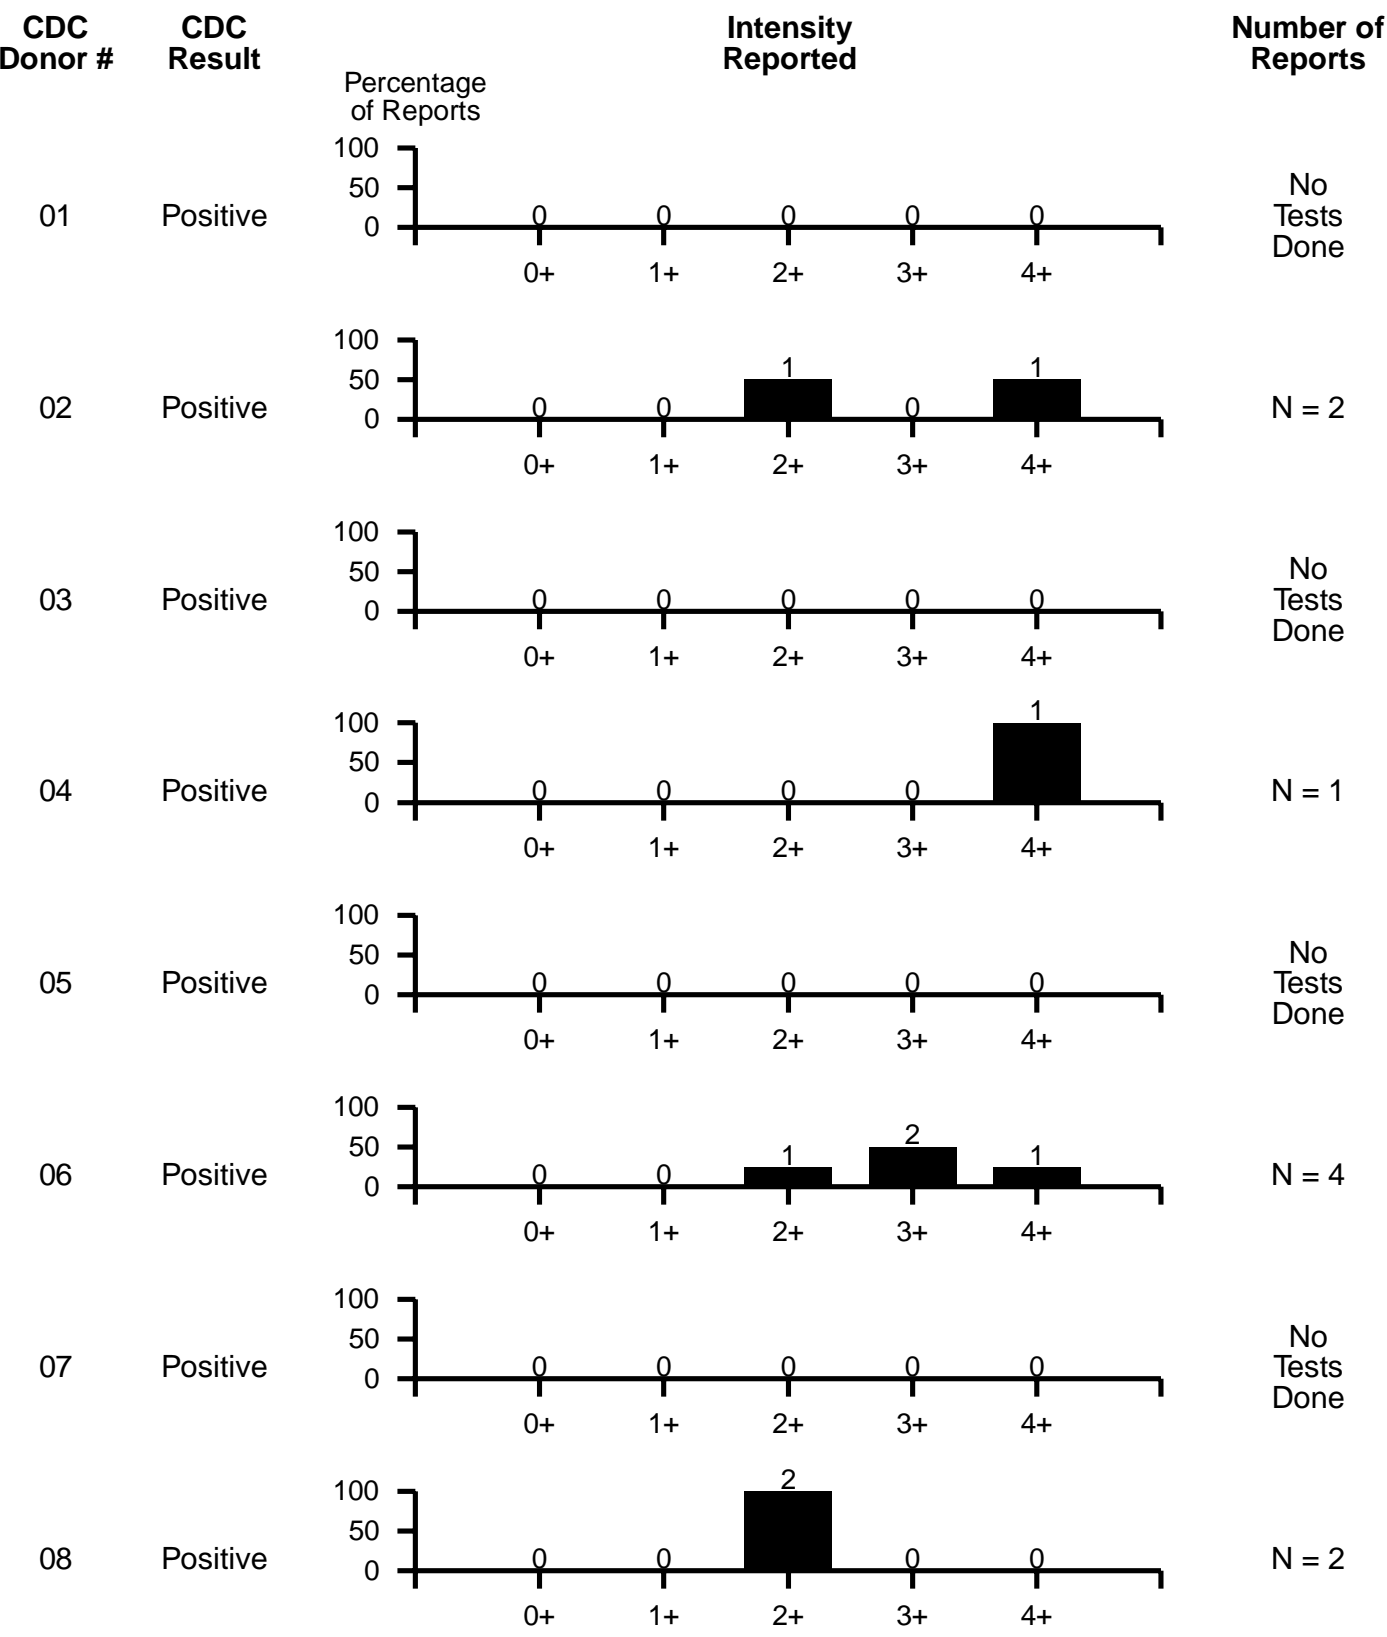 CDC
Donor #
CDC
Result
Intensity
Reported
Number of
Reports
Percentage
of Reports
100
50
0
01
Positive
0 0 0 0 0
0+ 1+ 2+ 3+ 4+
No
Tests
Done
100
50
0
02
Positive
0 0 1 0 1
0+ 1+ 2+ 3+ 4+
N = 2
100
50
0
03
Positive
0 0 0 0 0
0+ 1+ 2+ 3+ 4+
No
Tests
Done
100
50
0
04
Positive
0 0 0 0 1
0+ 1+ 2+ 3+ 4+
N = 1
100
50
0
05
Positive
0 0 0 0 0
0+ 1+ 2+ 3+ 4+
No
Tests
Done
100
50
0
06
Positive
0 0 1 2 1
0+ 1+ 2+ 3+ 4+
N = 4
100
50
0
07
Positive
0 0 0 0 0
0+ 1+ 2+ 3+ 4+
No
Tests
Done
100
50
0
08
Positive
0 0 2 0 0
0+ 1+ 2+ 3+ 4+
N = 2